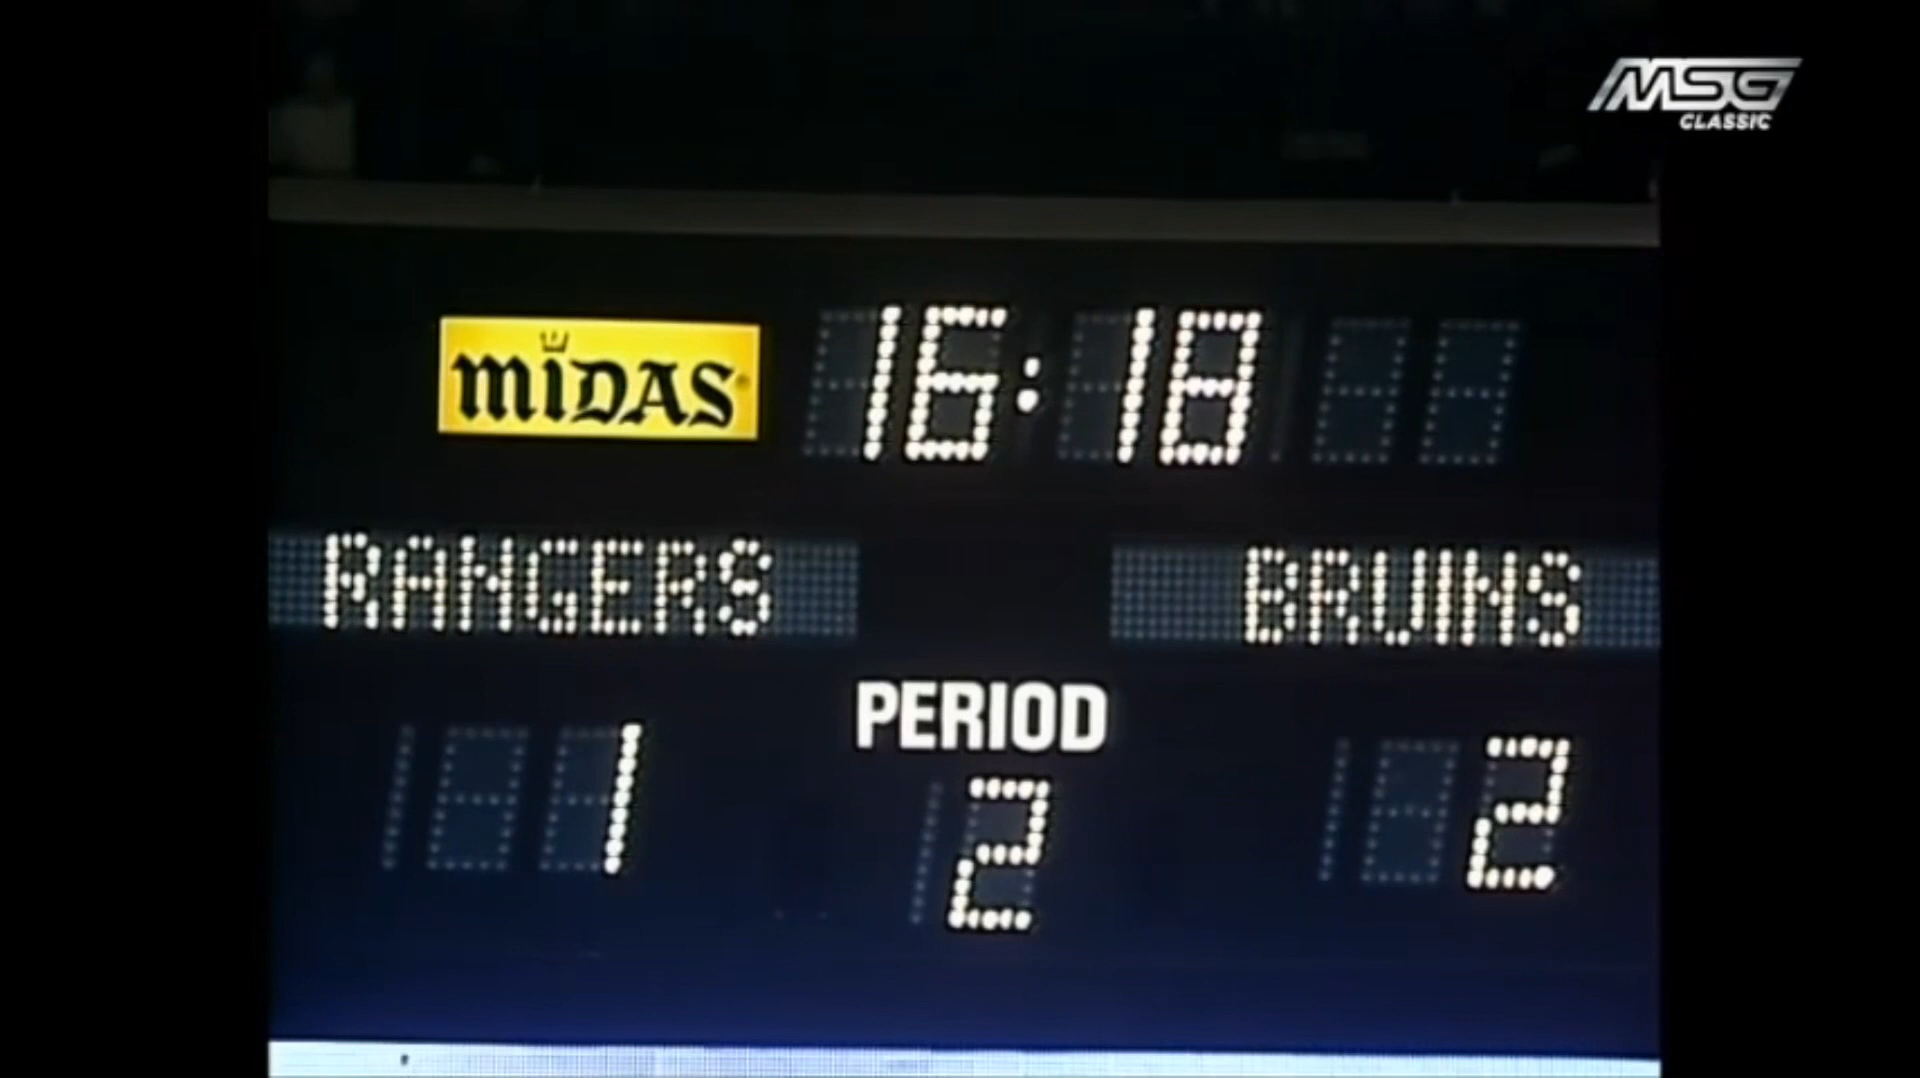 MSG
CLASSIC
MIDAS
16:18
RANGERS
BRUINS
PERIOD
1
2
2